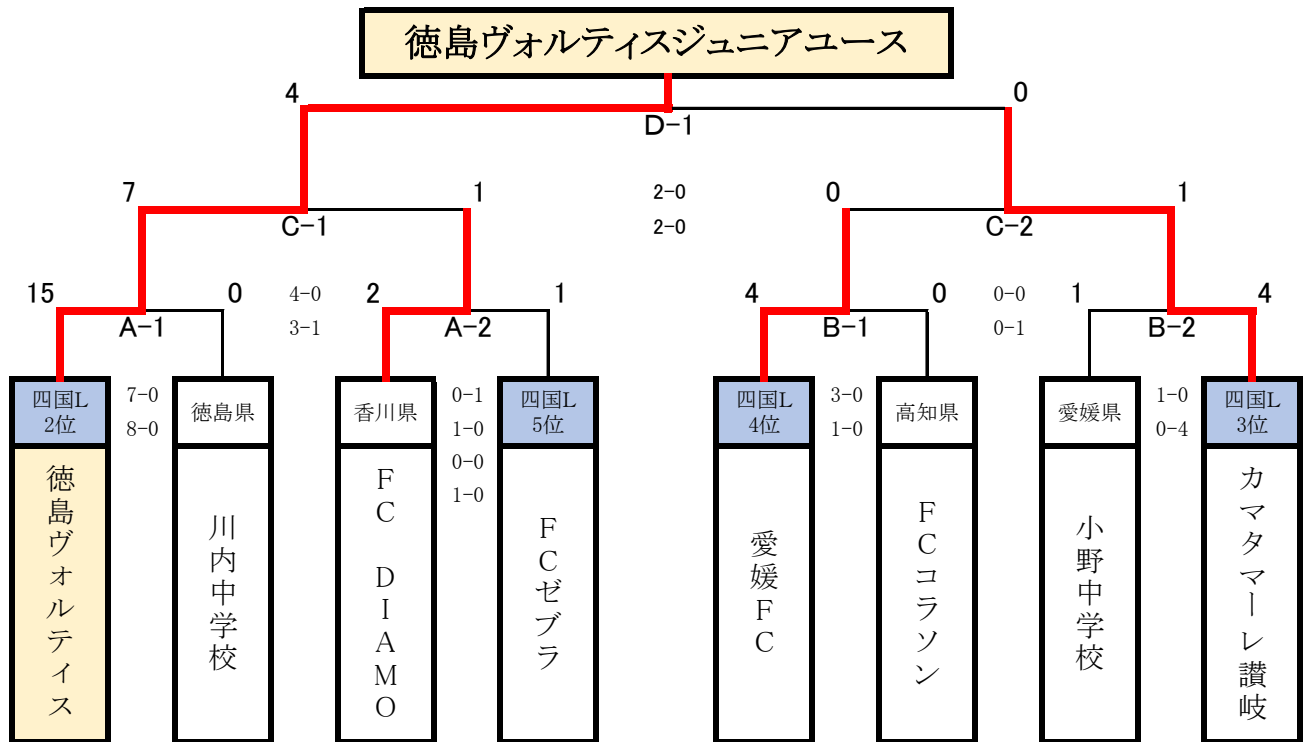 徳島ヴォルティスジュニアユース
4
0
D-1
7
1
2-0
0
1
C-1
2-0
C-2
15
0
4-0
2
1
4
0
0-0
1
4
A-1
3-1
A-2
B-1
0-1
B-2
四国L
2位
7-0
8-0
徳島県
香川県
0-1
1-0
0-0
1-0
四国L
5位
四国L
4位
3-0
1-0
高知県
愛媛県
1-0
0-4
四国L
3位
徳島ヴォルティス
川内中学校
FC DIAMO
FCゼブラ
愛媛FC
FCコラソン
小野中学校
カマタマーレ讃岐